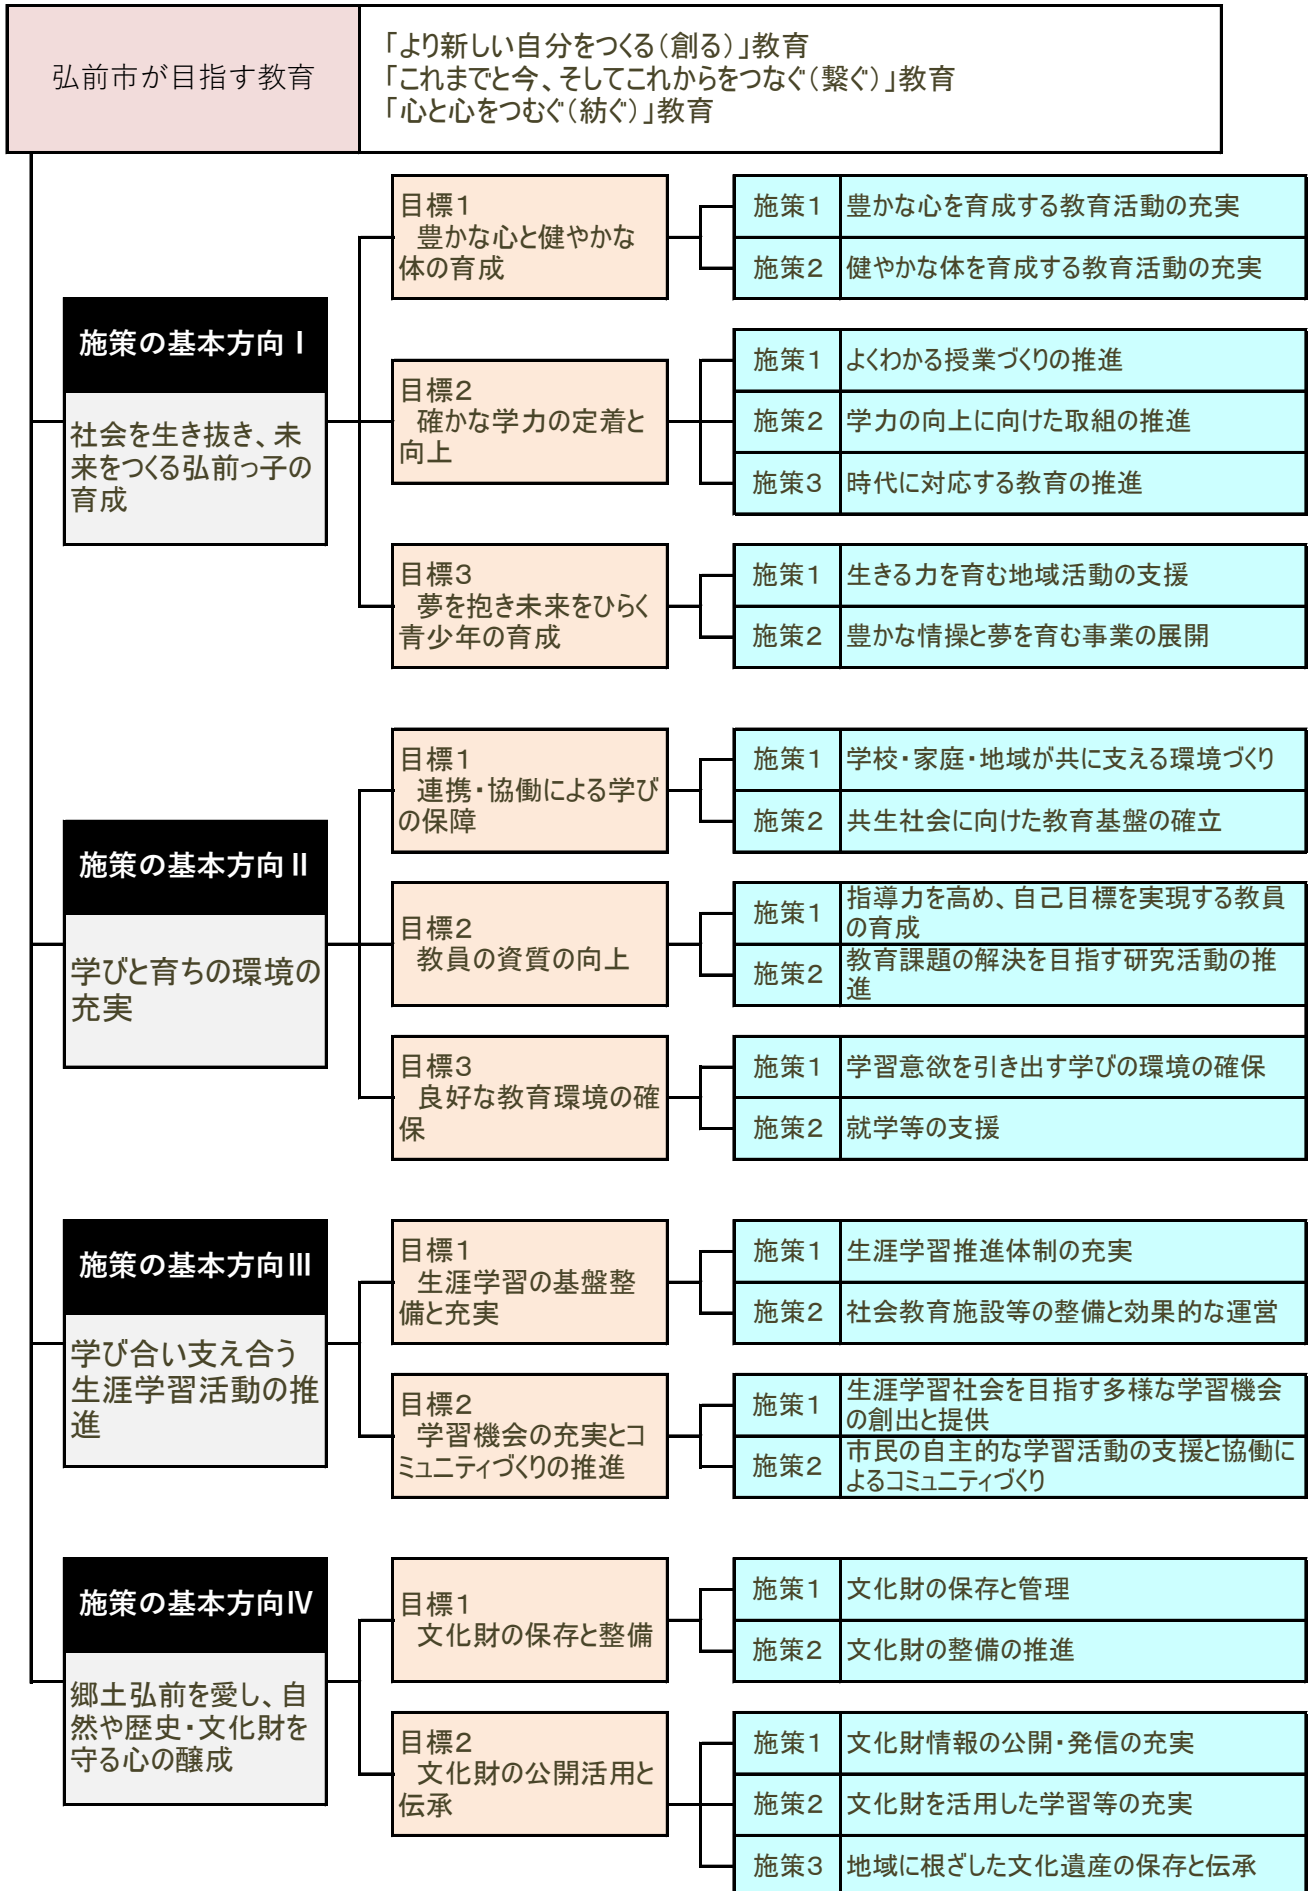 弘前市が目指す教育
「より新しい自分をつくる（創る）」教育
「これまでと今、そしてこれからをつなぐ（繋ぐ）」教育
「心と心をつむぐ（紡ぐ）」教育
施策の基本方向Ⅰ
社会を生き抜き、未
来をつくる弘前っ子の
育成
目標１
豊かな心と健やかな
体の育成
施策１ 豊かな心を育成する教育活動の充実
施策２ 健やかな体を育成する教育活動の充実
目標２
確かな学力の定着と
向上
施策１ よくわかる授業づくりの推進
施策２ 学力の向上に向けた取組の推進
施策３ 時代に対応する教育の推進
目標３
夢を抱き未来をひらく
青少年の育成
施策１ 生きる力を育む地域活動の支援
施策２ 豊かな情操と夢を育む事業の展開
施策の基本方向Ⅱ
学びと育ちの環境の
充実
目標１
連携・協働による学び
の保障
施策１ 学校・家庭・地域が共に支える環境づくり
施策２ 共生社会に向けた教育基盤の確立
目標２
教員の資質の向上
施策１ 指導力を高め、自己目標を実現する教員
の育成
施策２ 教育課題の解決を目指す研究活動の推
進
目標３
良好な教育環境の確
保
施策１ 学習意欲を引き出す学びの環境の確保
施策２ 就学等の支援
施策の基本方向Ⅲ
学び合い支え合う
生涯学習活動の推
進
目標１
生涯学習の基盤整
備と充実
施策１ 生涯学習推進体制の充実
施策２ 社会教育施設等の整備と効果的な運営
目標２
学習機会の充実とコ
ミュニティづくりの推進
施策１ 生涯学習社会を目指す多様な学習機会
の創出と提供
施策２ 市民の自主的な学習活動の支援と協働に
よるコミュニティづくり
施策の基本方向Ⅳ
郷土弘前を愛し、自
然や歴史・文化財を
守る心の醸成
目標１
文化財の保存と整備
施策１ 文化財の保存と管理
施策２ 文化財の整備の推進
目標２
文化財の公開活用と
伝承
施策１ 文化財情報の公開・発信の充実
施策２ 文化財を活用した学習等の充実
施策３ 地域に根ざした文化遺産の保存と伝承